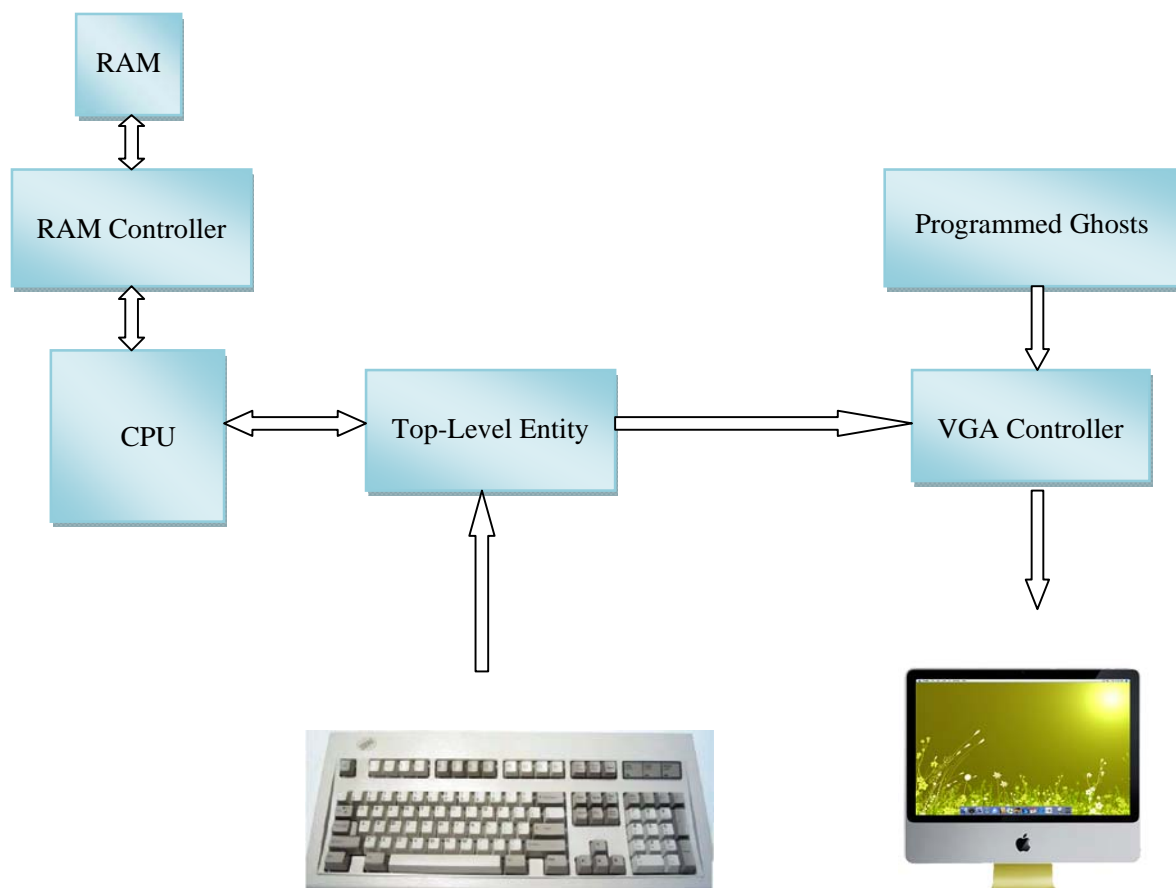 RAM
RAM Controller
Programmed Ghosts
CPU
Top-Level Entity
VGA Controller